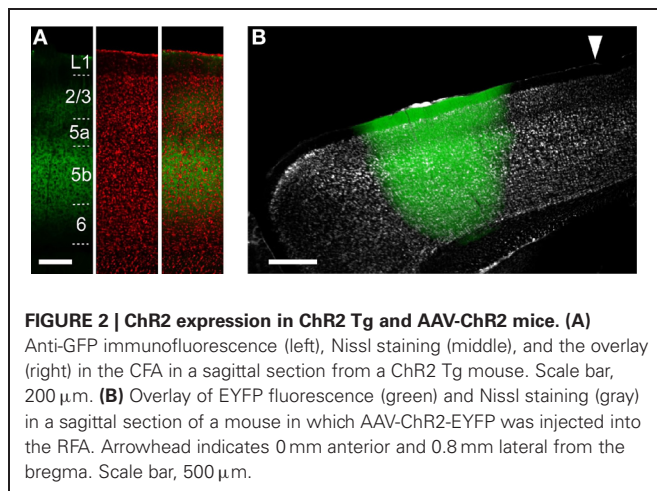 A
B
L1
2/3
5a
5b
6
FIGURE 2 | ChR2 expression in ChR2 Tg and AAV-ChR2 mice. (A)
Anti-GFP immunofluorescence (left), Nissl staining (middle), and the overlay
(right) in the CFA in a sagittal section from a ChR2 Tg mouse. Scale bar,
200 μm. (B) Overlay of EYFP fluorescence (green) and Nissl staining (gray)
in a sagittal section of a mouse in which AAV-ChR2-EYFP was injected into
the RFA. Arrowhead indicates 0 mm anterior and 0.8 mm lateral from the
bregma. Scale bar, 500 μm.